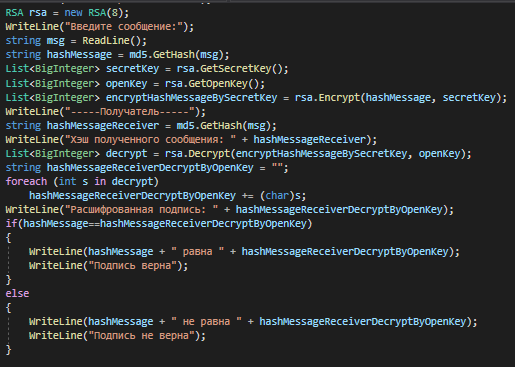 RSA rsa = new RSA(8);
WriteLine("Введите сообщение:");
string msg = ReadLine();
string hashMessage = md5.GetHash(msg);
List<BigInteger> secretKey = rsa.GetSecretKey();
List<BigInteger> openKey = rsa.GetOpenKey();
List<BigInteger> encryptHashMessageBySecretKey = rsa.Encrypt(hashMessage, secretKey);
WriteLine("-----Получатель-----");
string hashMessageReceiver = md5.GetHash(msg);
WriteLine("Хэш полученного сообщения: " + hashMessageReceiver);
List<BigInteger> decrypt = rsa.Decrypt(encryptHashMessageBySecretKey, openKey);
string hashMessageReceiverDecryptByOpenKey = "";
foreach (int s in decrypt)
    hashMessageReceiverDecryptByOpenKey += (char)s;
WriteLine("Расшифрованная подпись: " + hashMessageReceiverDecryptByOpenKey);
if(hashMessage==hashMessageReceiverDecryptByOpenKey)
{
    WriteLine(hashMessage + " равна " + hashMessageReceiverDecryptByOpenKey);
    WriteLine("Подпись верна");
}
else
{
    WriteLine(hashMessage + " не равна " + hashMessageReceiverDecryptByOpenKey);
    WriteLine("Подпись не верна");
}